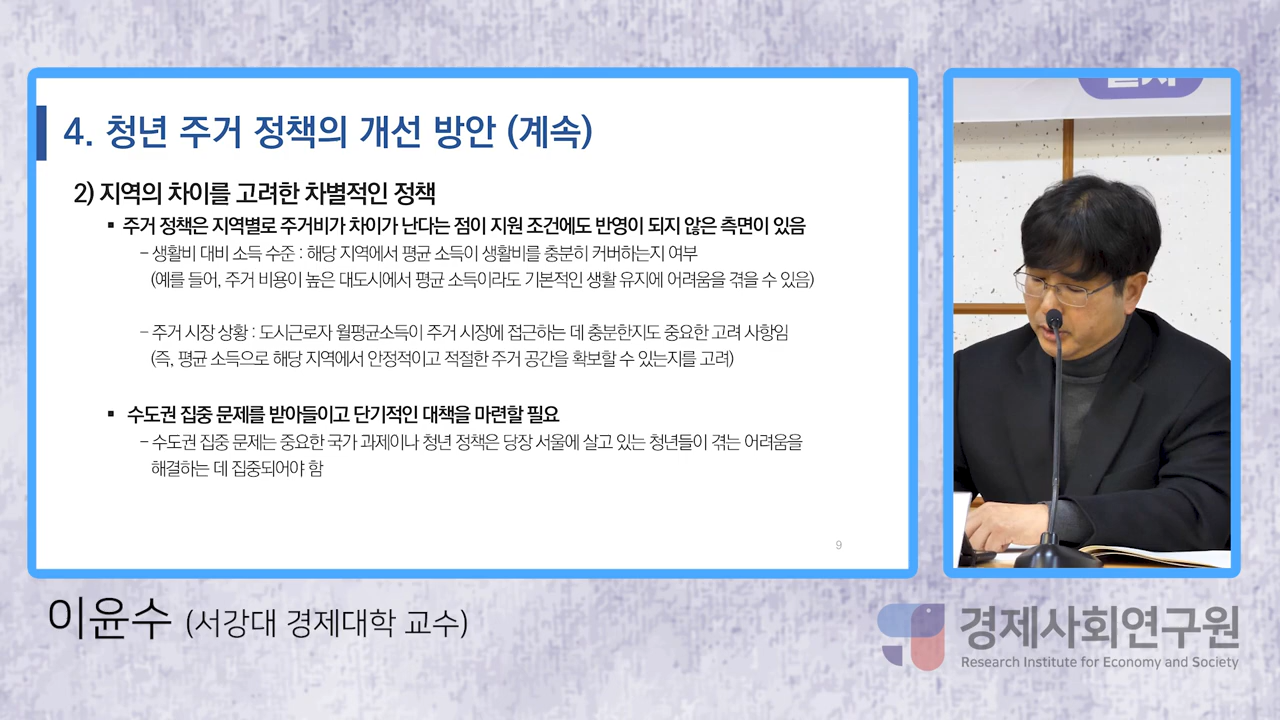 4. 청년 주거 정책의 개선 방안 (계속)
2) 지역의 차이를 고려한 차별적인 정책
▪ 주거 정책은 지역별로 주거비가 차이가 난다는 점이 지원 조건에도 반영이 되지 않은 측면이 있음
– 생활비 대비 소득 수준 : 해당 지역에서 평균 소득이 생활비를 충분히 커버하는지 여부
(예를 들어, 주거 비용이 높은 대도시에서 평균 소득이라도 기본적인 생활 유지에 어려움을 겪을 수 있음)
– 주거 시장 상황 : 도시근로자 월평균소득이 주거 시장에 접근하는 데 충분한지도 중요한 고려 사항임
(즉, 평균 소득으로 해당 지역에서 안정적이고 적절한 주거 공간을 확보할 수 있는지를 고려)
▪ 수도권 집중 문제를 받아들이고 단기적인 대책을 마련할 필요
– 수도권 집중 문제는 중요한 국가 과제이나 청년 정책은 당장 서울에 살고 있는 청년들이 겪는 어려움을
해결하는 데 집중되어야 함
9
이윤수 (서강대 경제대학 교수)
경제사회연구원
Research Institute for Economy and Society